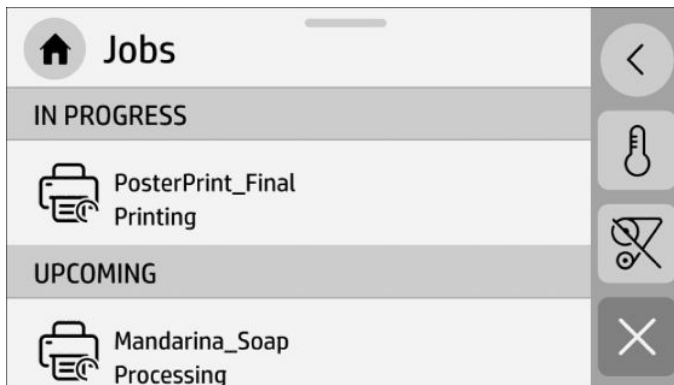 Jobs
IN PROGRESS
PosterPrint_Final
Printing
UPCOMING
Mandarina_Soap
Processing